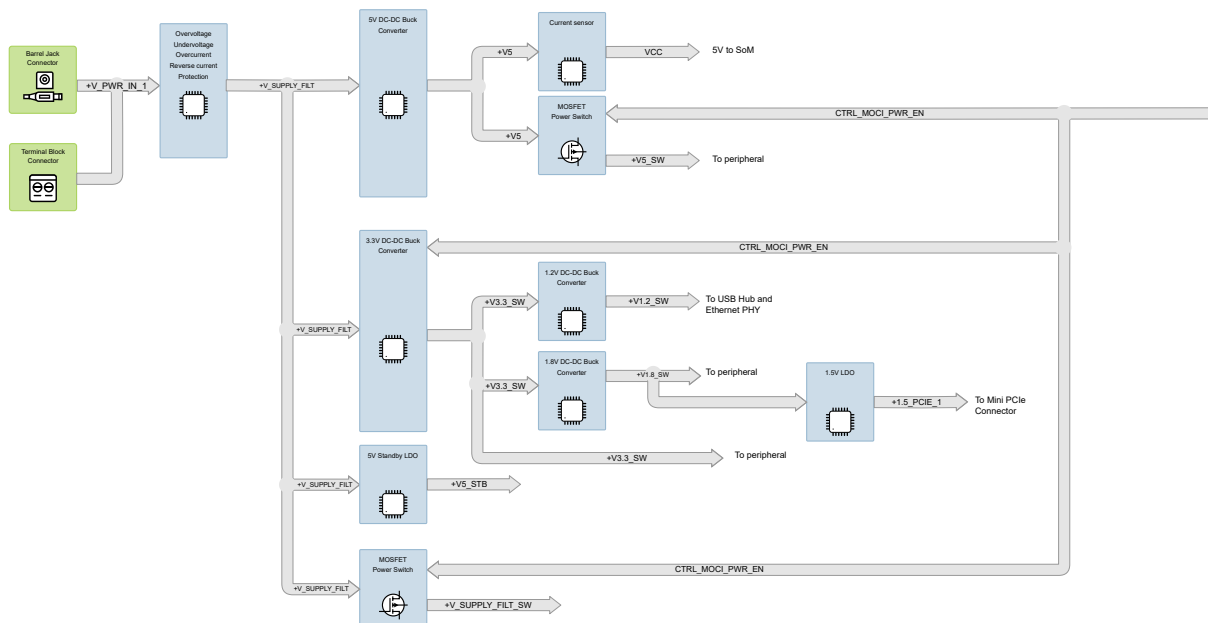 Barrel Jack
Connector
+V_PWR_IN_1
Terminal Block
Connector
Overvoltage
Undervoltage
Overcurrent
Reverse current
Protection
+V_SUPPLY_FILT
5V DC-DC Buck
Converter
+V5
+V5
Current sensor
VCC
5V to SoM
MOSFET
Power Switch
CTRL_MOCI_PWR_EN
+V5_SW
To peripheral
3.3V DC-DC Buck
Converter
CTRL_MOCI_PWR_EN
+V_SUPPLY_FILT
+V3.3_SW
1.2V DC-DC Buck
Converter
+V1.2_SW
To USB Hub and
Ethernet PHY
+V3.3_SW
1.8V DC-DC Buck
Converter
+V1.8_SW
To peripheral
1.5V LDO
+1.5_PCIE_1
To Mini PCIe
Connector
+V3.3_SW
To peripheral
5V Standby LDO
+V_SUPPLY_FILT
+V5_STB
MOSFET
Power Switch
CTRL_MOCI_PWR_EN
+V_SUPPLY_FILT
+V_SUPPLY_FILT_SW